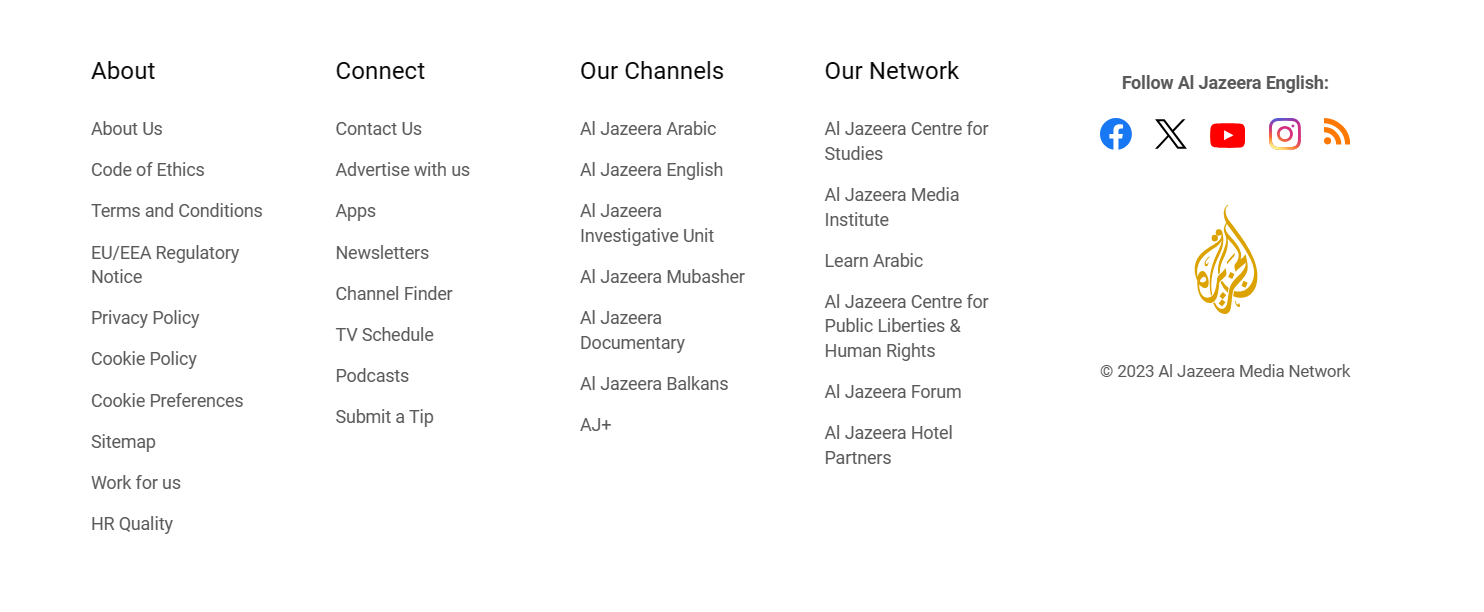 About
About Us
Code of Ethics
Terms and Conditions
EU/EEA Regulatory
Notice
Privacy Policy
Cookie Policy
Cookie Preferences
Sitemap
Work for us
HR Quality
Connect
Contact Us
Advertise with us
Apps
Newsletters
Channel Finder
TV Schedule
Podcasts
Submit a Tip
Our Channels
Al Jazeera Arabic
Al Jazeera English
Al Jazeera
Investigative Unit
Al Jazeera Mubasher
Al Jazeera
Documentary
Al Jazeera Balkans
AJ+
Our Network
Al Jazeera Centre for
Studies
Al Jazeera Media
Institute
Learn Arabic
Al Jazeera Centre for
Public Liberties &
Human Rights
Al Jazeera Forum
Al Jazeera Hotel
Partners
Follow Al Jazeera English:
الجزيرة
© 2023 Al Jazeera Media Network